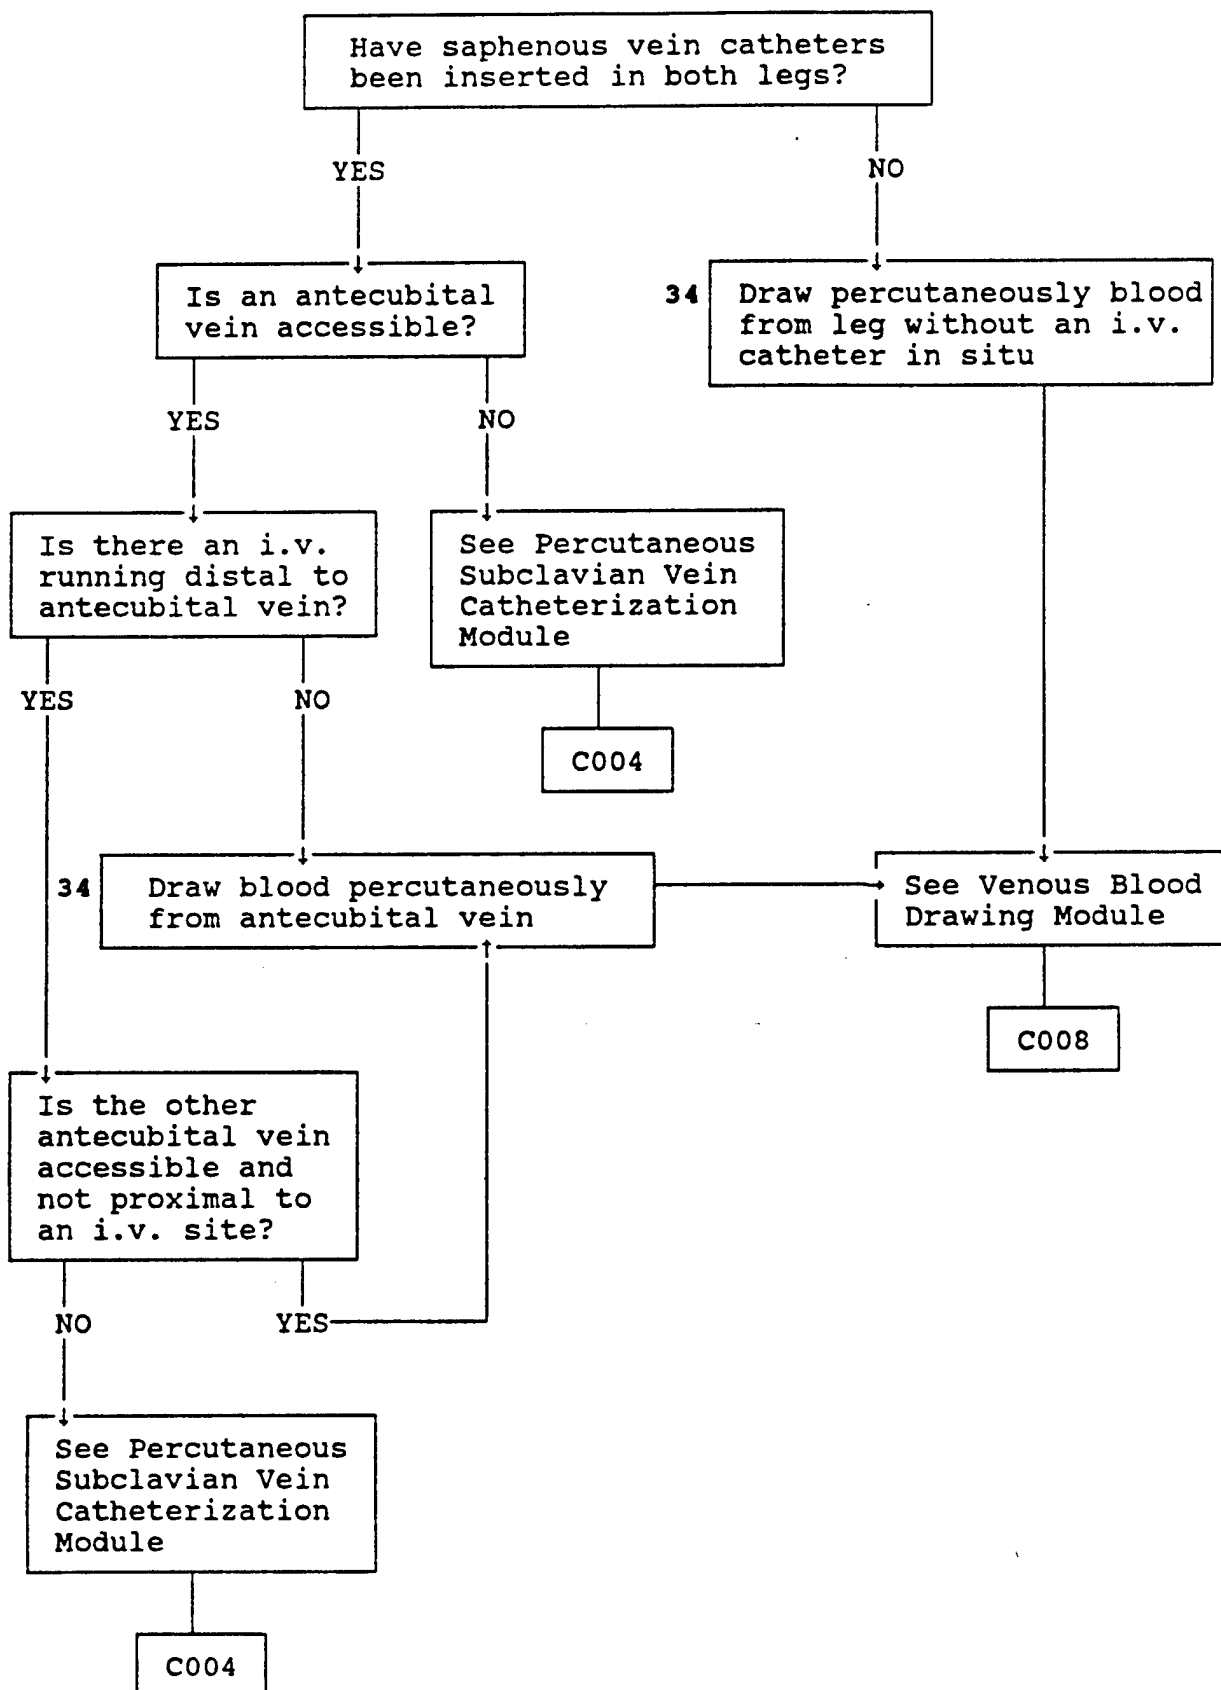 Have saphenous vein catheters
been inserted in both legs?
YES
NO
Is an antecubital
vein accessible?
34
Draw percutaneously blood
from leg without an i.v.
catheter in situ
YES
NO
Is there an i.v.
running distal to
antecubital vein?
See Percutaneous
Subclavian Vein
Catheterization
Module
YES
NO
C004
34
Draw blood percutaneously
from antecubital vein
See Venous Blood
Drawing Module
C008
Is the other
antecubital vein
accessible and
not proximal to
an i.v. site?
NO
YES
See Percutaneous
Subclavian Vein
Catheterization
Module
C004